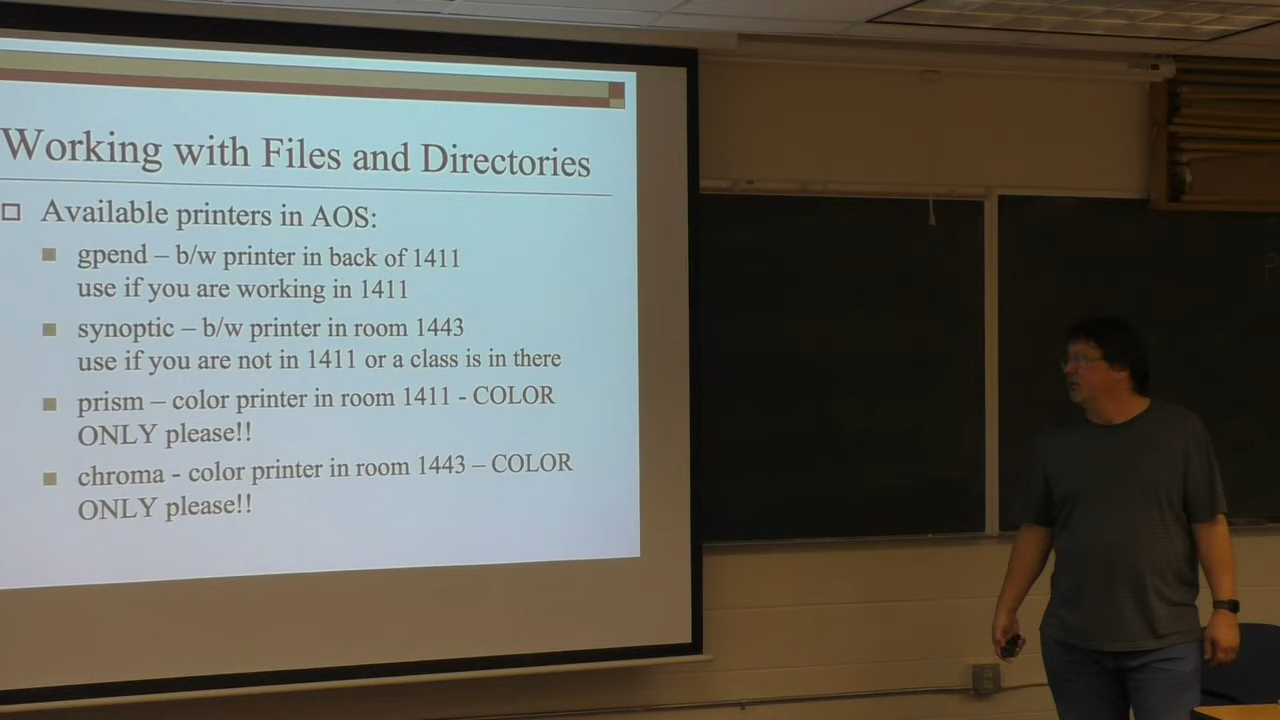 Working with Files and Directories
Available printers in AOS:
gpend – b/w printer in back of 1411
use if you are working in 1411
synoptic – b/w printer in room 1443
use if you are not in 1411 or a class is in there
prism – color printer in room 1411 - COLOR
ONLY please!!
chroma - color printer in room 1443 – COLOR
ONLY please!!